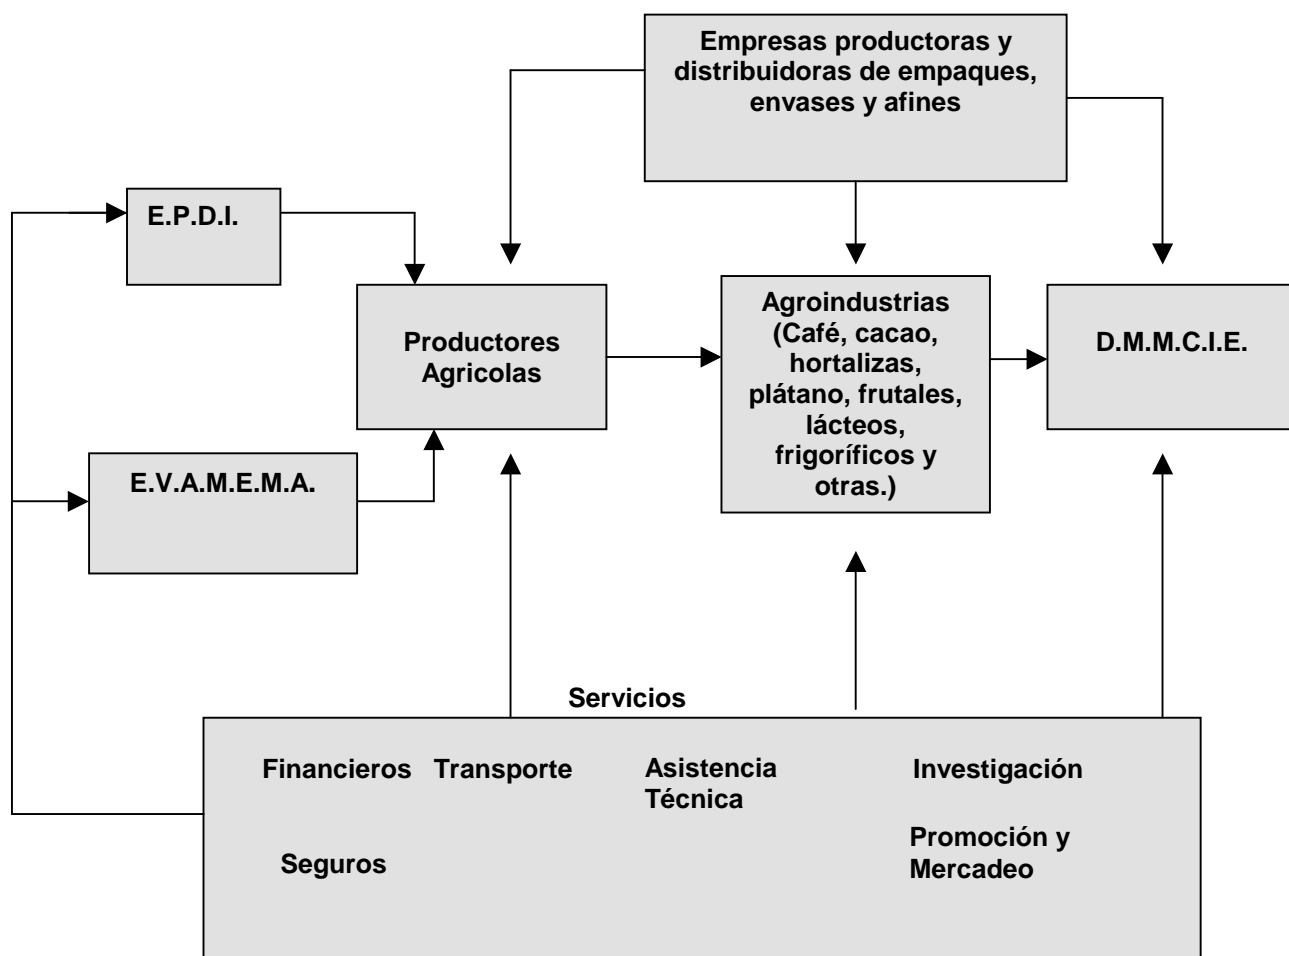 Empresas productoras y
distribuidoras de empaques,
envases y afines
E.P.D.I.
Productores
Agricolas
Agroindustrias
(Café, cacao,
hortalizas,
plátano, frutales,
lácteos,
frigoríficos y
otras.)
D.M.M.C.I.E.
E.V.A.M.E.M.A.
Servicios
Financieros
Transporte
Asistencia
Técnica
Investigación
Seguros
Promoción y
Mercadeo